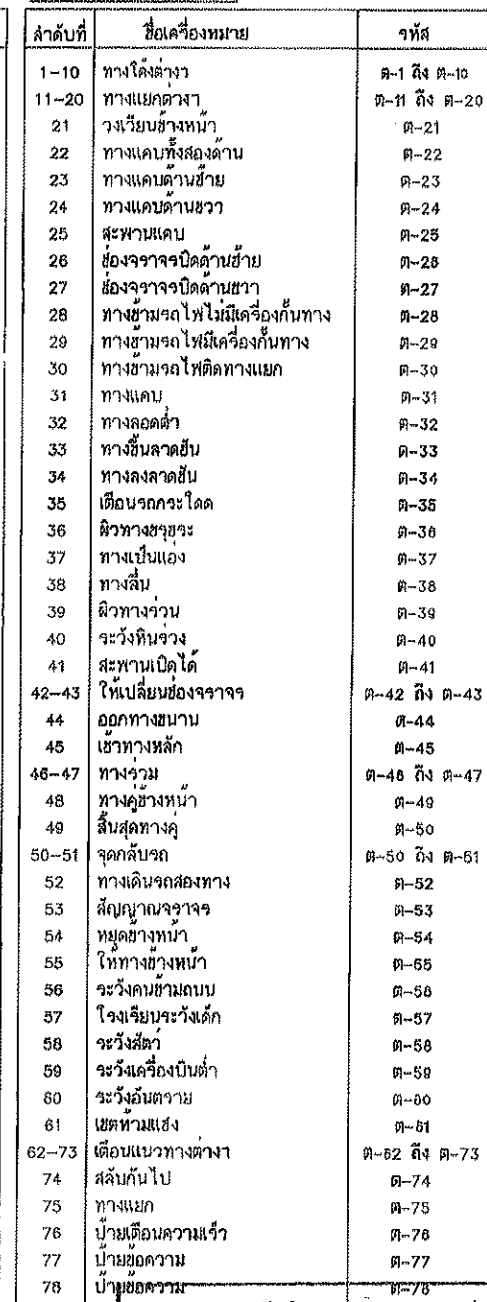 ลำดับที่ ชื่อเครื่องหมาย รหัส
1-10 ทางโค้งต่างๆ ต-1 ถึง ต-10
11-20 ทางแยกต่างๆ ต-11 ถึง ต-20
21 วงเวียนข้างหน้า ต-21
22 ทางแคบทั้งสองด้าน ต-22
23 ทางแคบด้านซ้าย ต-23
24 ทางแคบด้านขวา ต-24
25 สะพานแคบ ต-25
26 ช่องจราจรปิดด้านซ้าย ต-26
27 ช่องจราจรปิดด้านขวา ต-27
28 ทางข้ามรถไฟไม่มีเครื่องกั้นทาง ต-28
29 ทางข้ามรถไฟมีเครื่องกั้นทาง ต-29
30 ทางข้ามรถไฟติดทางแยก ต-30
31 ทางแคบ ต-31
32 ทางลอดต่ำ ต-32
33 ทางขึ้นลาดชัน ต-33
34 ทางลงลาดชัน ต-34
35 เตือนรถกระโดด ต-35
36 ผิวทางขรุขระ ต-36
37 ทางเป็นแอ่ง ต-37
38 ทางลื่น ต-38
39 ผิวทางร่วน ต-39
40 ระวังหินร่วง ต-40
41 สะพานเปิดได้ ต-41
42-43 ให้เปลี่ยนช่องจราจร ต-42 ถึง ต-43
44 ออกทางขนาน ต-44
45 เข้าทางหลัก ต-45
46-47 ทางร่วม ต-46 ถึง ต-47
48 ทางคู่ข้างหน้า ต-49
49 สิ้นสุดทางคู่ ต-50
50-51 จุดกลับรถ ต-50 ถึง ต-51
52 ทางเดินรถสองทาง ต-52
53 สัญญาณจราจร ต-53
54 หยุดข้างหน้า ต-54
55 ให้ทางข้างหน้า ต-55
56 ระวังคนข้ามถนน ต-56
57 โรงเรียนระวังเด็ก ต-57
58 ระวังสัตว์ ต-58
59 ระวังเครื่องบินต่ำ ต-59
60 ระวังอันตราย ต-60
61 เขตห้ามแซง ต-61
62-73 เตือนแนวทางต่างๆ ต-62 ถึง ต-73
74 สลับกันไป ต-74
75 ทางแยก ต-75
76 ป้ายเตือนความเร็ว ต-76
77 ป้ายข้อความ ต-77
78 ป้ายข้อความ ต-78